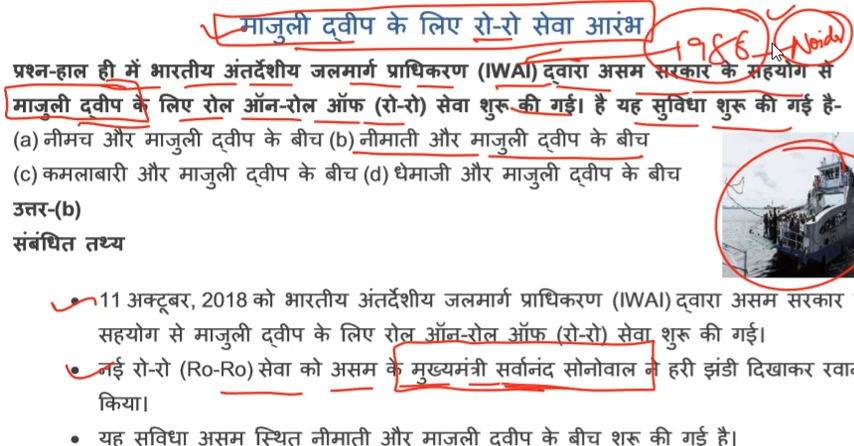 माजुली द्वीप के लिए रो-रो सेवा आरंभ
1986 - Noida
प्रश्न-हाल ही में भारतीय अंतर्देशीय जलमार्ग प्राधिकरण (IWAI) द्वारा असम सरकार के सहयोग से
माजुली द्वीप के लिए रोल ऑन-रोल ऑफ (रो-रो) सेवा शुरू की गई। है यह सुविधा शुरू की गई है-
(a) नीमच और माजुली द्वीप के बीच (b) नीमाती और माजुली द्वीप के बीच
(c) कमलाबारी और माजुली द्वीप के बीच (d) धेमाजी और माजुली द्वीप के बीच
उत्तर-(b)
संबंधित तथ्य
• 11 अक्टूबर, 2018 को भारतीय अंतर्देशीय जलमार्ग प्राधिकरण (IWAI) द्वारा असम सरकार
सहयोग से माजुली द्वीप के लिए रोल ऑन-रोल ऑफ (रो-रो) सेवा शुरू की गई।
• नई रो-रो (Ro-Ro) सेवा को असम के मुख्यमंत्री सर्वानंद सोनोवाल ने हरी झंडी दिखाकर
किया।
• यह सुविधा असम स्थित नीमाती और माजुली द्वीप के बीच शुरू की गई है।